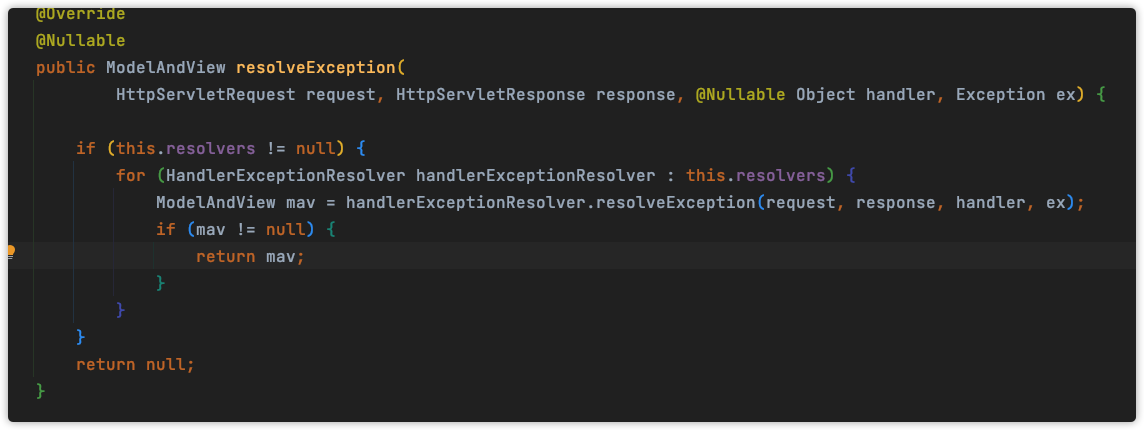 @Override
@Nullable
public ModelAndView resolveException(
        HttpServletRequest request, HttpServletResponse response, @Nullable Object handler, Exception ex) {
    if (this.resolvers != null) {
        for (HandlerExceptionResolver handlerExceptionResolver : this.resolvers) {
            ModelAndView mav = handlerExceptionResolver.resolveException(request, response, handler, ex);
            if (mav != null) {
                return mav;
            }
        }
    }
    return null;
}